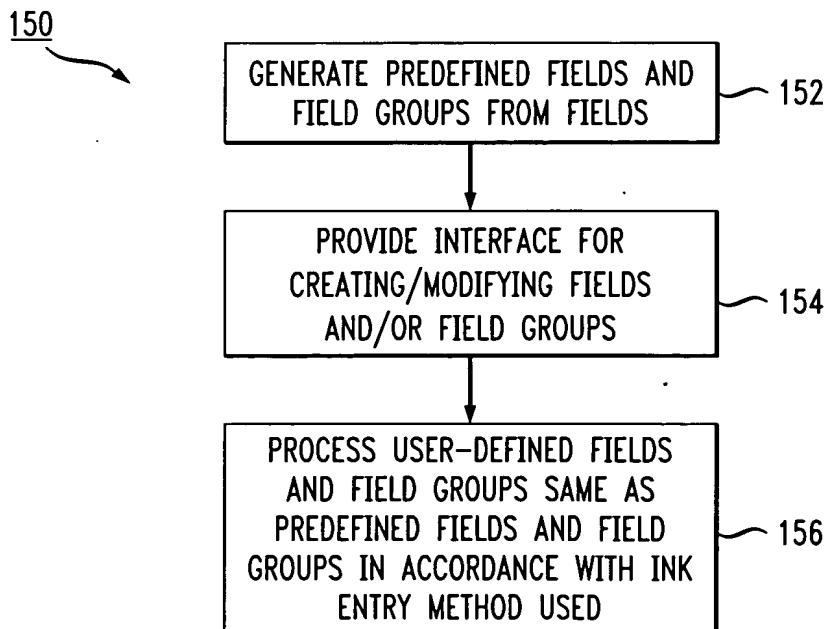 150
GENERATE PREDEFINED FIELDS AND
FIELD GROUPS FROM FIELDS
152
PROVIDE INTERFACE FOR
CREATING/MODIFYING FIELDS
AND/OR FIELD GROUPS
154
PROCESS USER-DEFINED FIELDS
AND FIELD GROUPS SAME AS
PREDEFINED FIELDS AND FIELD
GROUPS IN ACCORDANCE WITH INK
ENTRY METHOD USED
156